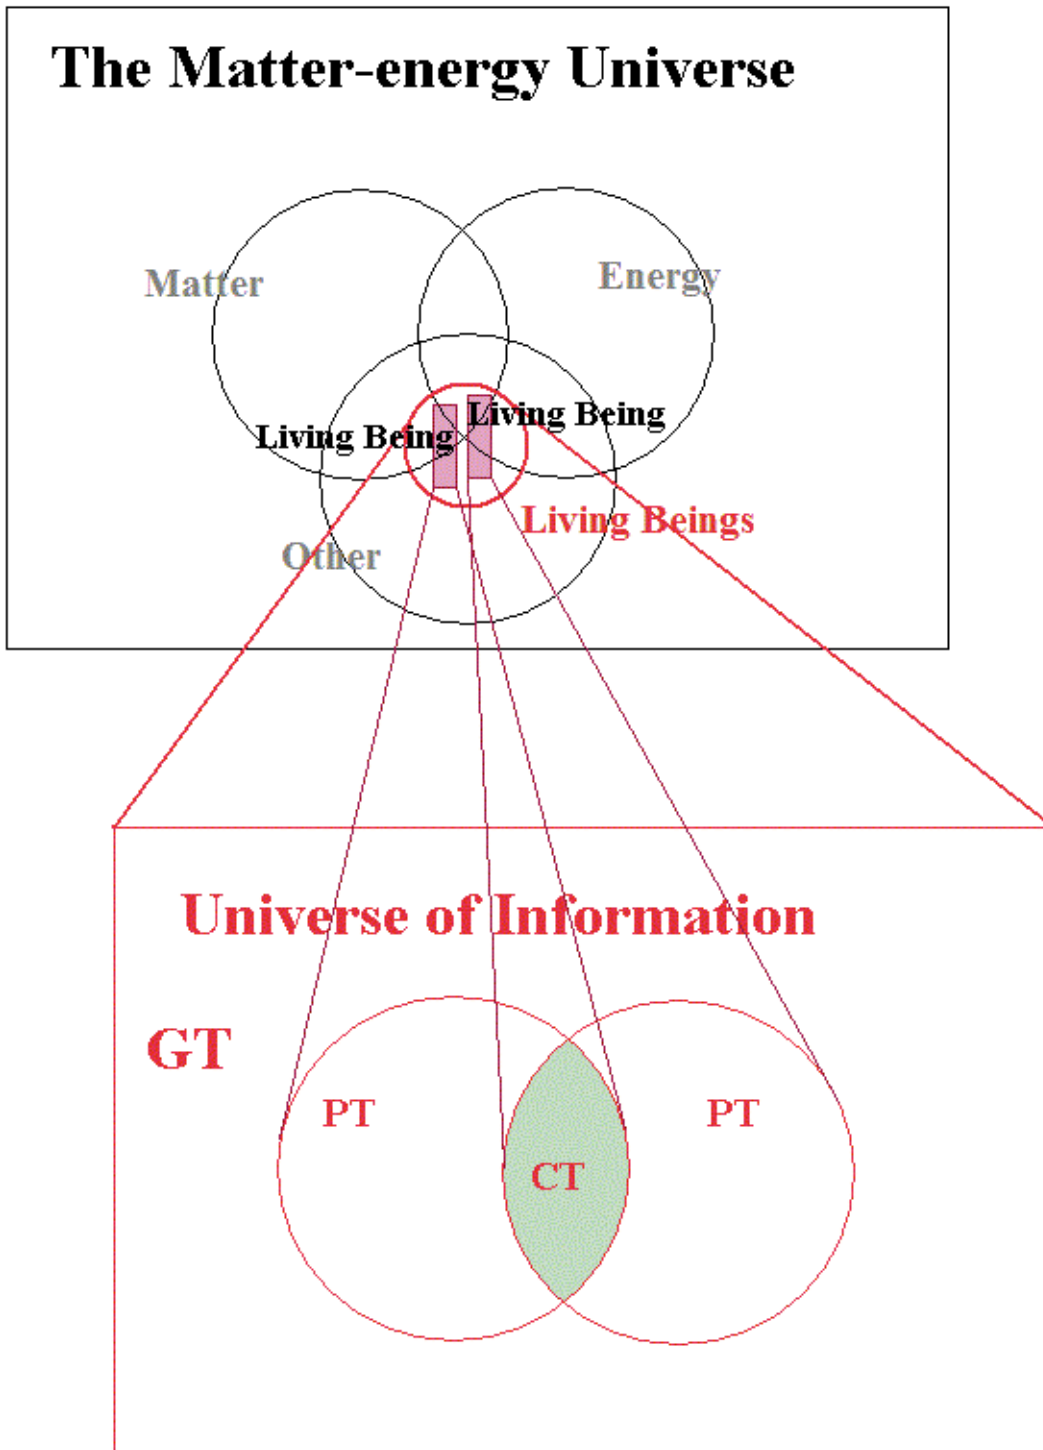 The Matter-energy Universe
Matter
Energy
Living Being
Living Being
Living Beings
Other
Universe of Information
GT
PT
PT
CT